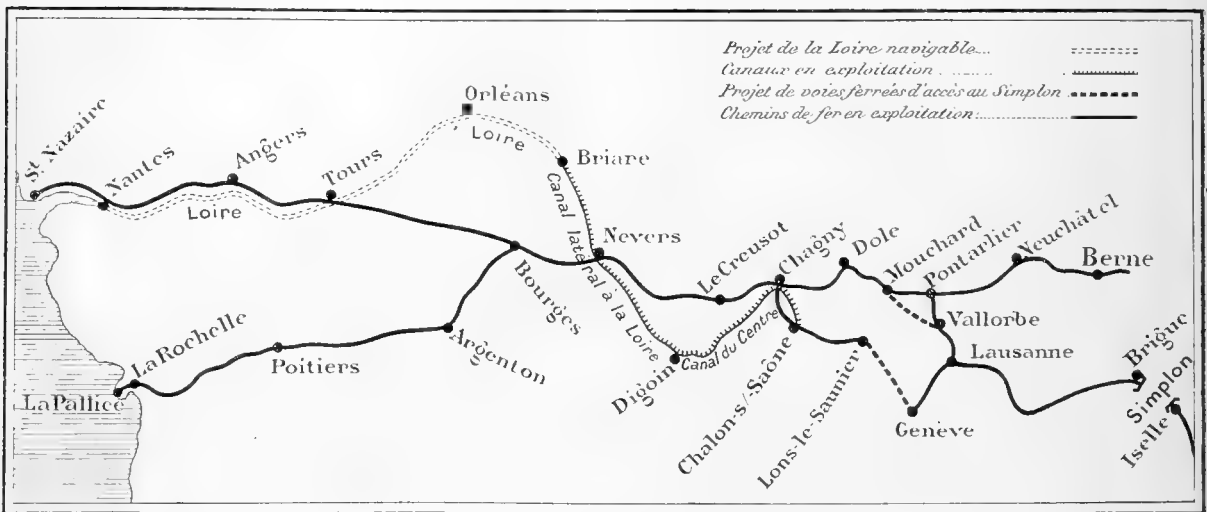 Projet de la Loire navigable...
Canaux en exploitation
Projet de voies ferrées d'accès au Simplon
Chemins de fer en exploitation:
St. Nazaire
Nantes
Angers
Tours
Orléans
Loire
Loire
Briare
Canal latéral à la Loire
Nevers
Bourges
Le Creusot
Chagny
Dole
Mouchard
Pontarlier
Neuchâtel
Berne
Vallorbe
Lausanne
Brigue
Simplon
Iselle
Genève
Lons-le-Saunier
Chalon-s/-Saône
Canal du Centre
Digoin
Argenton
Poitiers
La Rochelle
La Pallice